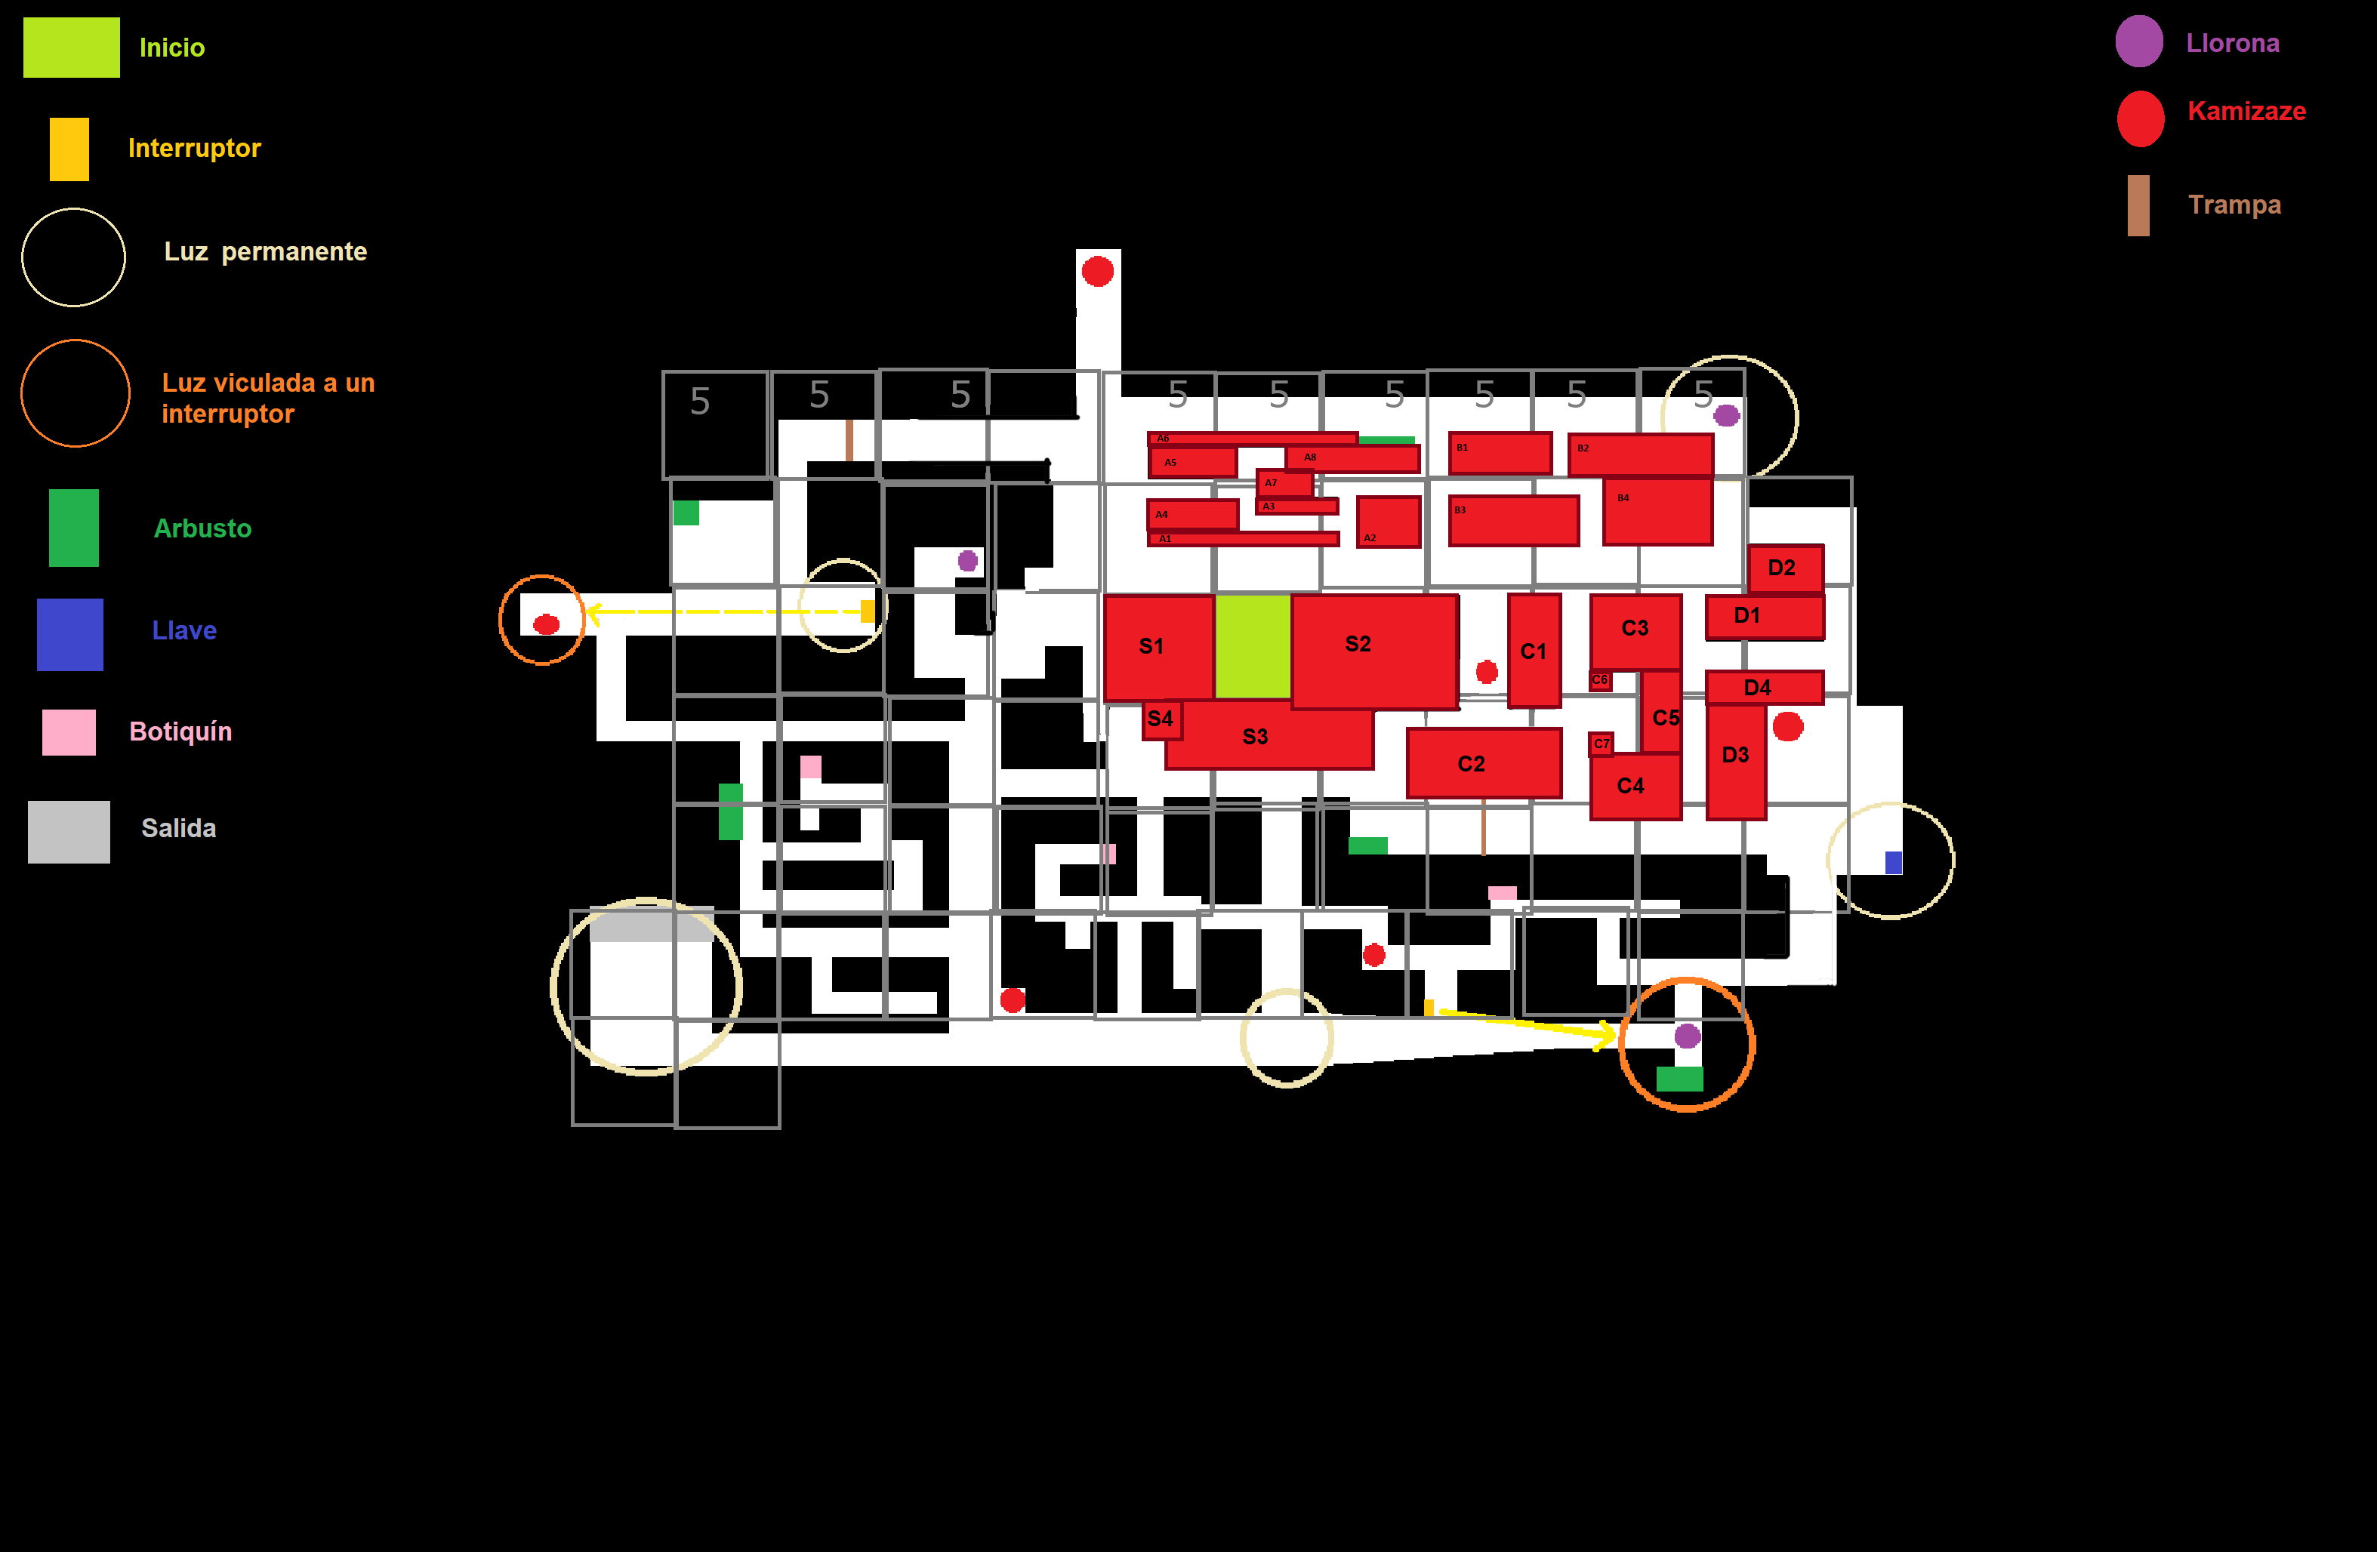 Inicio
Interruptor
Luz permanente
Luz viculada a un
interruptor
Arbusto
Llave
Botiquín
Salida
Llorona
Kamizaze
Trampa
5 5 5 5 5 5 5 5 5
A6
A5 A8
A7
A4 A3
A1 A2
B1 B2
B3 B4
D2
S1 S2 C1 C3 D1
C6 D4
S4 S3 C5
C2 C7 D3
C4